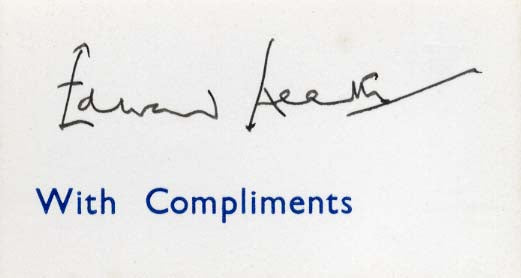 Edward Heath
With Compliments